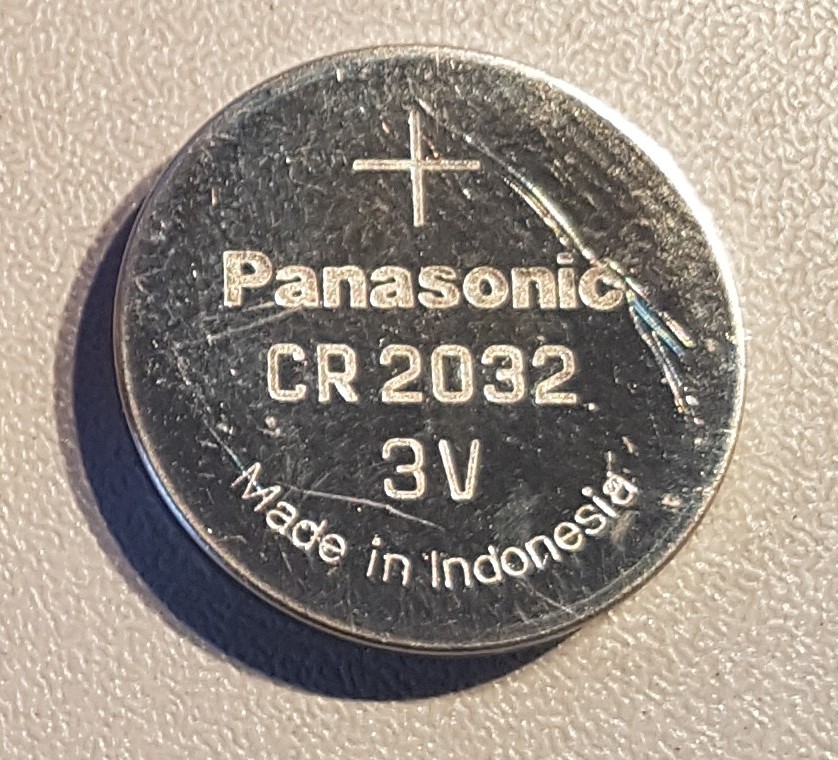 +
Panasonic
CR 2032
3V
Made in Indonesia